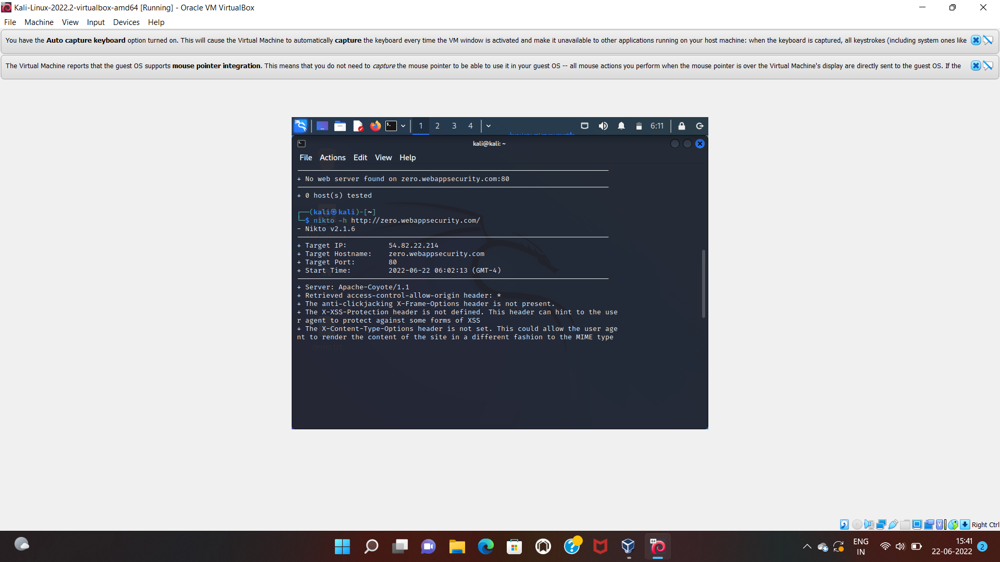 Kali-Linux-2022.2-virtualbox-amd64 [Running] - Oracle VM VirtualBox
File Machine View Input Devices Help
You have the Auto capture keyboard option turned on. This will cause the Virtual Machine to automatically capture the keyboard every time the VM window is activated and make it unavailable to other applications running on your host machine: when the keyboard is captured, all keystrokes (including system ones like
The Virtual Machine reports that the guest OS supports mouse pointer integration. This means that you do not need to capture the mouse pointer to be able to use it in your guest OS -- all mouse actions you perform when the mouse pointer is over the Virtual Machine's display are directly sent to the guest OS. If the
1 2 3 4 6:11
kali@kali: ~
File Actions Edit View Help
+ No web server found on zero.webappsecurity.com:80
+ 0 host(s) tested
(kali㉿kali)-[~]
$ nikto -h http://zero.webappsecurity.com/
- Nikto v2.1.6
+ Target IP: 54.82.22.214
+ Target Hostname: zero.webappsecurity.com
+ Target Port: 80
+ Start Time: 2022-06-22 06:02:13 (GMT-4)
+ Server: Apache-Coyote/1.1
+ Retrieved access-control-allow-origin header: *
+ The anti-clickjacking X-Frame-Options header is not present.
+ The X-XSS-Protection header is not defined. This header can hint to the use
r agent to protect against some forms of XSS
+ The X-Content-Type-Options header is not set. This could allow the user age
nt to render the content of the site in a different fashion to the MIME type
demo.txt
Right Ctrl
ENG
IN
15:41
22-06-2022
2
64